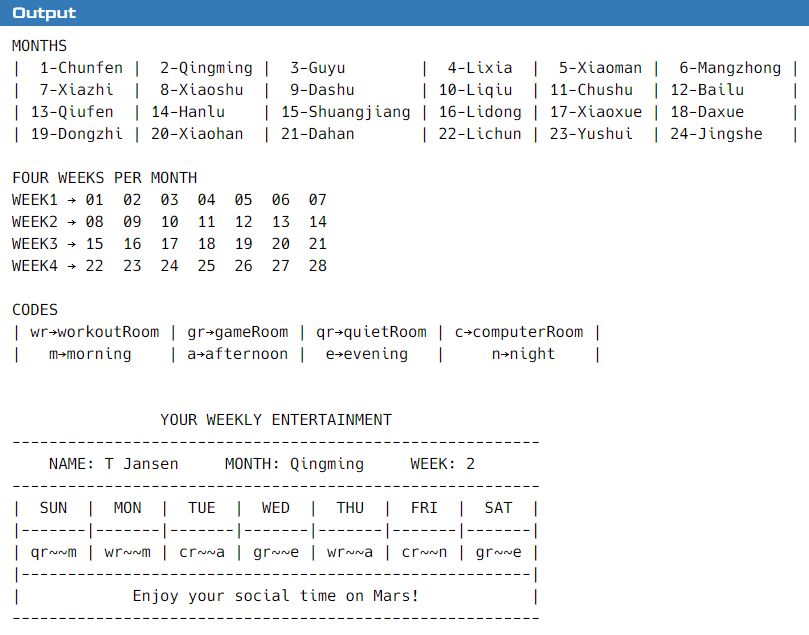 Output
MONTHS
|  1-Chunfen |  2-Qingming |  3-Guyu        |  4-Lixia  |  5-Xiaoman |  6-Mangzhong |
|  7-Xiazhi  |  8-Xiaoshu  |  9-Dashu       | 10-Liqiu  | 11-Chushu  | 12-Bailu     |
| 13-Qiufen  | 14-Hanlu    | 15-Shuangjiang | 16-Lidong | 17-Xiaoxue | 18-Daxue     |
| 19-Dongzhi | 20-Xiaohan  | 21-Dahan       | 22-Lichun | 23-Yushui  | 24-Jingshe   |
FOUR WEEKS PER MONTH
WEEK1 → 01  02  03  04  05  06  07
WEEK2 → 08  09  10  11  12  13  14
WEEK3 → 15  16  17  18  19  20  21
WEEK4 → 22  23  24  25  26  27  28
CODES
| wr→workoutRoom | gr→gameRoom | qr→quietRoom | c→computerRoom |
|   m→morning    | a→afternoon |  e→evening   |     n→night    |
YOUR WEEKLY ENTERTAINMENT
---------------------------------------------------------
NAME: T Jansen     MONTH: Qingming     WEEK: 2
---------------------------------------------------------
|  SUN  |  MON  |  TUE  |  WED  |  THU  |  FRI  |  SAT  |
|-------|-------|-------|-------|-------|-------|-------|
| qr~~m | wr~~m | cr~~a | gr~~e | wr~~a | cr~~n | gr~~e |
|-------------------------------------------------------|
|            Enjoy your social time on Mars!            |
---------------------------------------------------------